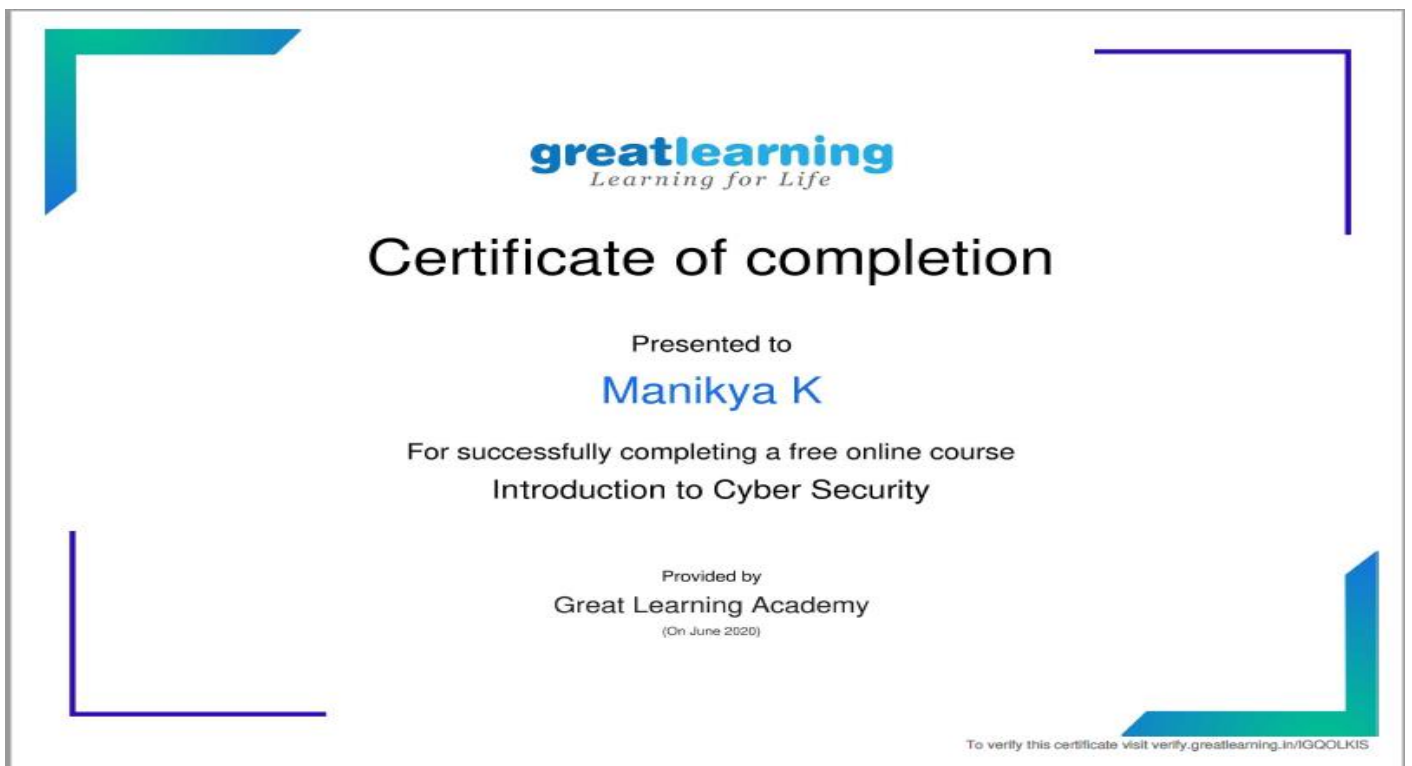 greatlearning
Learning for Life
Certificate of completion
Presented to
Manikya K
For successfully completing a free online course
Introduction to Cyber Security
Provided by
Great Learning Academy
(On June 2020)
To verify this certificate visit verify.greatlearning.in/IGQOLKIS